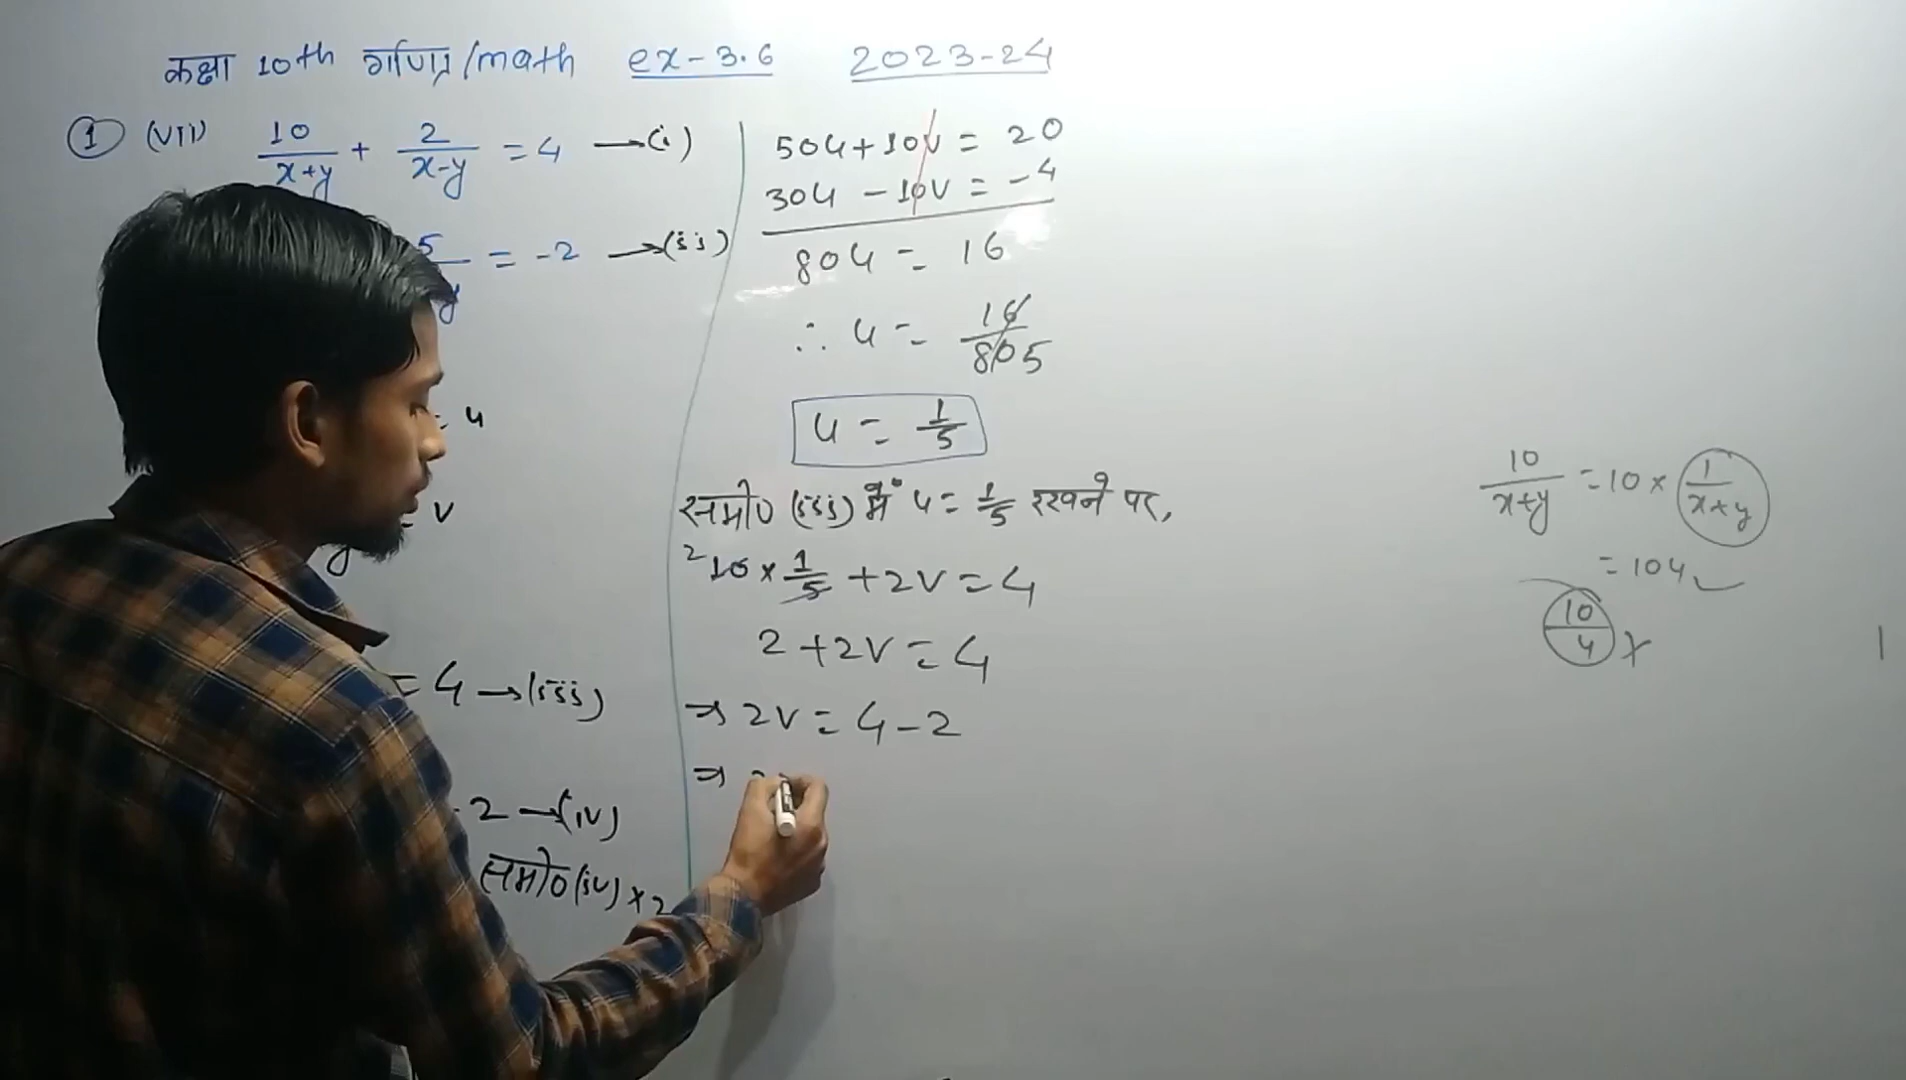 कक्षा 10th गणित/math ex-3.6 2023-24
① (VII) 10/x+y + 2/x-y = 4 →(i)
5/y = -2 →(ii)
= u
= v
y
= 4 →(iii)
-2 →(iv)
समी० (iv) × 2
50u + 10v = 20
30u - 10v = -4
80u = 16
∴ u = 16/80 5
u = 1/5
समी० (iii) में u = 1/5 रखने पर,
2 10 × 1/5 + 2v = 4
2 + 2v = 4
⇒ 2v = 4 - 2
⇒
10/x+y = 10 × 1/x+y
= 10u ✓
10/u ×